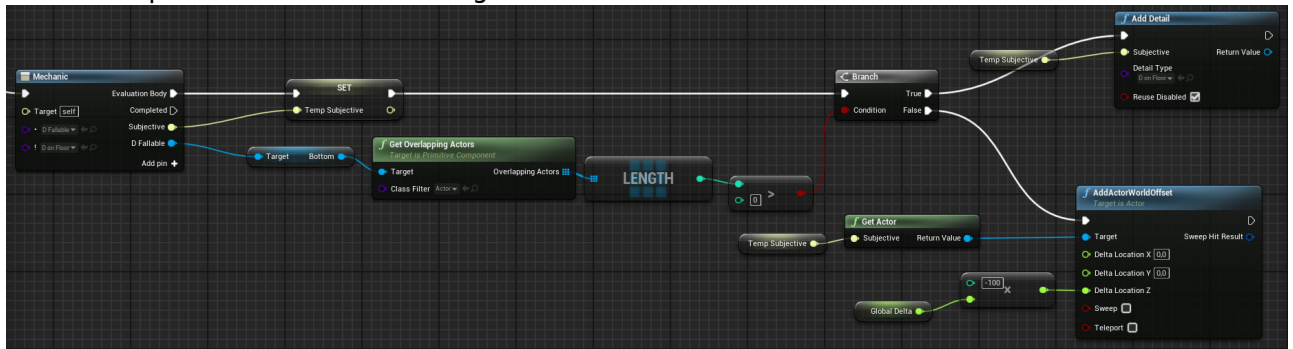 Mechanic
Evaluation Body
Target self
Completed
Subjective
D Fallable
D Fallable
! D on Floor
Add pin +
SET
Temp Subjective
Target Bottom
Get Overlapping Actors
Target is Primitive Component
Target
Overlapping Actors
Class Filter Actor
LENGTH
0 >
Branch
True
Condition
False
Temp Subjective
Add Detail
Subjective
Return Value
Detail Type
D on Floor
Reuse Disabled
Temp Subjective
Get Actor
Subjective
Return Value
Global Delta
-100 x
AddActorWorldOffset
Target is Actor
Target
Sweep Hit Result
Delta Location X 0,0
Delta Location Y 0,0
Delta Location Z
Sweep
Teleport